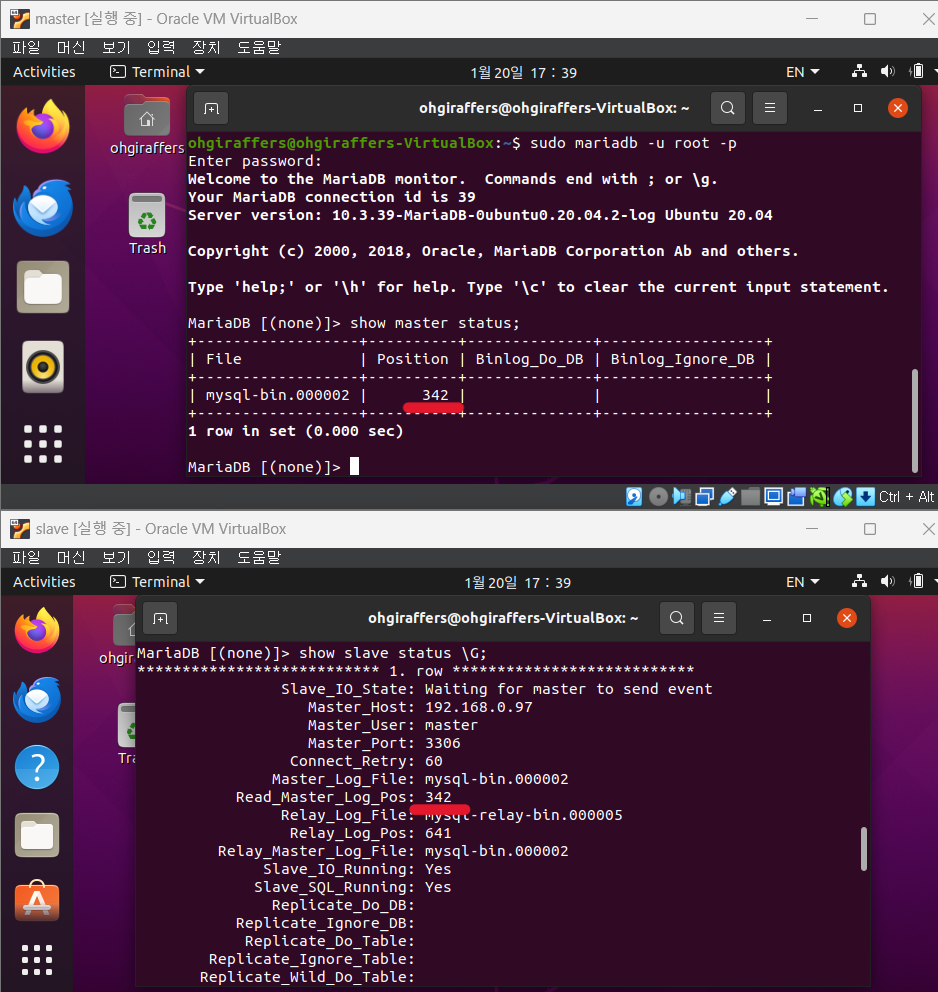 master [실행 중] - Oracle VM VirtualBox
파일 머신 보기 입력 장치 도움말
Activities Terminal 1월 20일 17 : 39 EN
ohgiraffers@ohgiraffers-VirtualBox: ~
ohgiraffers
Trash
ohgiraffers@ohgiraffers-VirtualBox:~$ sudo mariadb -u root -p
Enter password:
Welcome to the MariaDB monitor.  Commands end with ; or \g.
Your MariaDB connection id is 39
Server version: 10.3.39-MariaDB-0ubuntu0.20.04.2-log Ubuntu 20.04
Copyright (c) 2000, 2018, Oracle, MariaDB Corporation Ab and others.
Type 'help;' or '\h' for help. Type '\c' to clear the current input statement.
MariaDB [(none)]> show master status;
+------------------+----------+--------------+------------------+
| File             | Position | Binlog_Do_DB | Binlog_Ignore_DB |
+------------------+----------+--------------+------------------+
| mysql-bin.000002 |      342 |              |                  |
+------------------+----------+--------------+------------------+
1 row in set (0.000 sec)
MariaDB [(none)]>
Ctrl + Alt
slave [실행 중] - Oracle VM VirtualBox
파일 머신 보기 입력 장치 도움말
Activities Terminal 1월 20일 17 : 39 EN
ohgiraffers@ohgiraffers-VirtualBox: ~
ohgir
Tra
MariaDB [(none)]> show slave status \G;
*************************** 1. row ***************************
Slave_IO_State: Waiting for master to send event
Master_Host: 192.168.0.97
Master_User: master
Master_Port: 3306
Connect_Retry: 60
Master_Log_File: mysql-bin.000002
Read_Master_Log_Pos: 342
Relay_Log_File: mysql-relay-bin.000005
Relay_Log_Pos: 641
Relay_Master_Log_File: mysql-bin.000002
Slave_IO_Running: Yes
Slave_SQL_Running: Yes
Replicate_Do_DB:
Replicate_Ignore_DB:
Replicate_Do_Table:
Replicate_Ignore_Table:
Replicate_Wild_Do_Table: